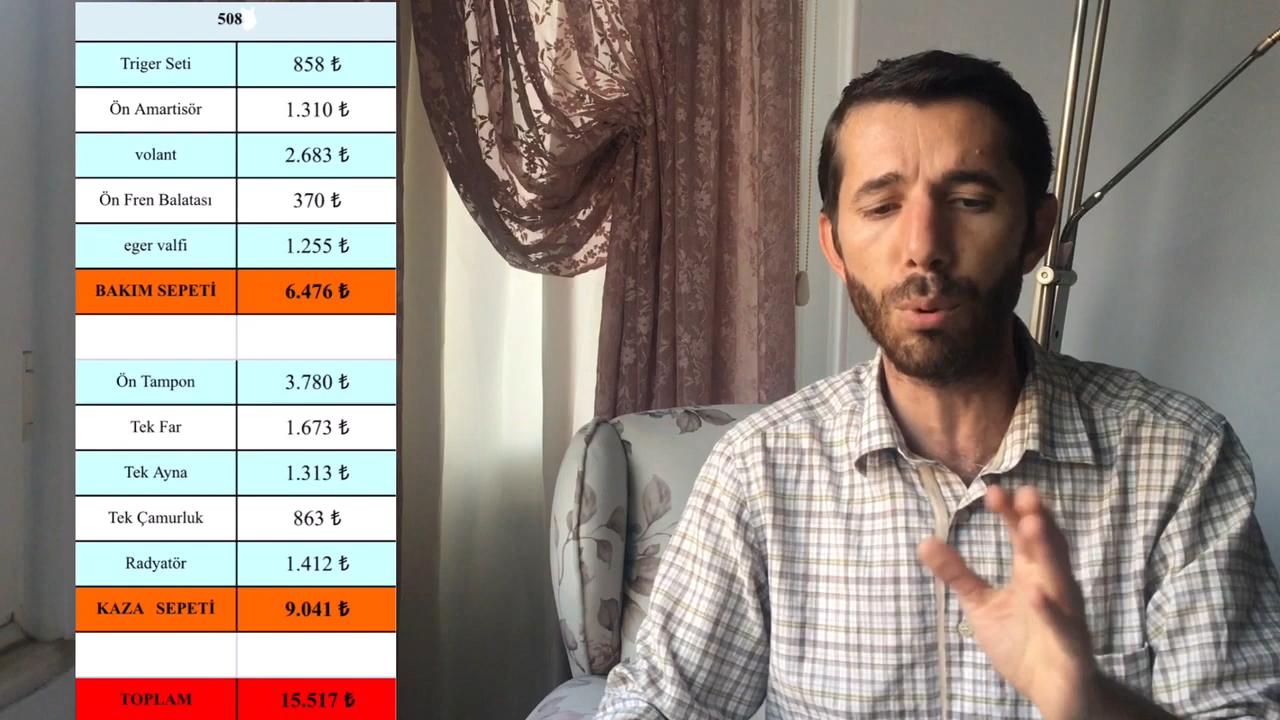 508
Triger Seti 858 ₺
Ön Amartisör 1.310 ₺
volant 2.683 ₺
Ön Fren Balatası 370 ₺
eger valfi 1.255 ₺
BAKIM SEPETİ 6.476 ₺
Ön Tampon 3.780 ₺
Tek Far 1.673 ₺
Tek Ayna 1.313 ₺
Tek Çamurluk 863 ₺
Radyatör 1.412 ₺
KAZA SEPETİ 9.041 ₺
TOPLAM 15.517 ₺